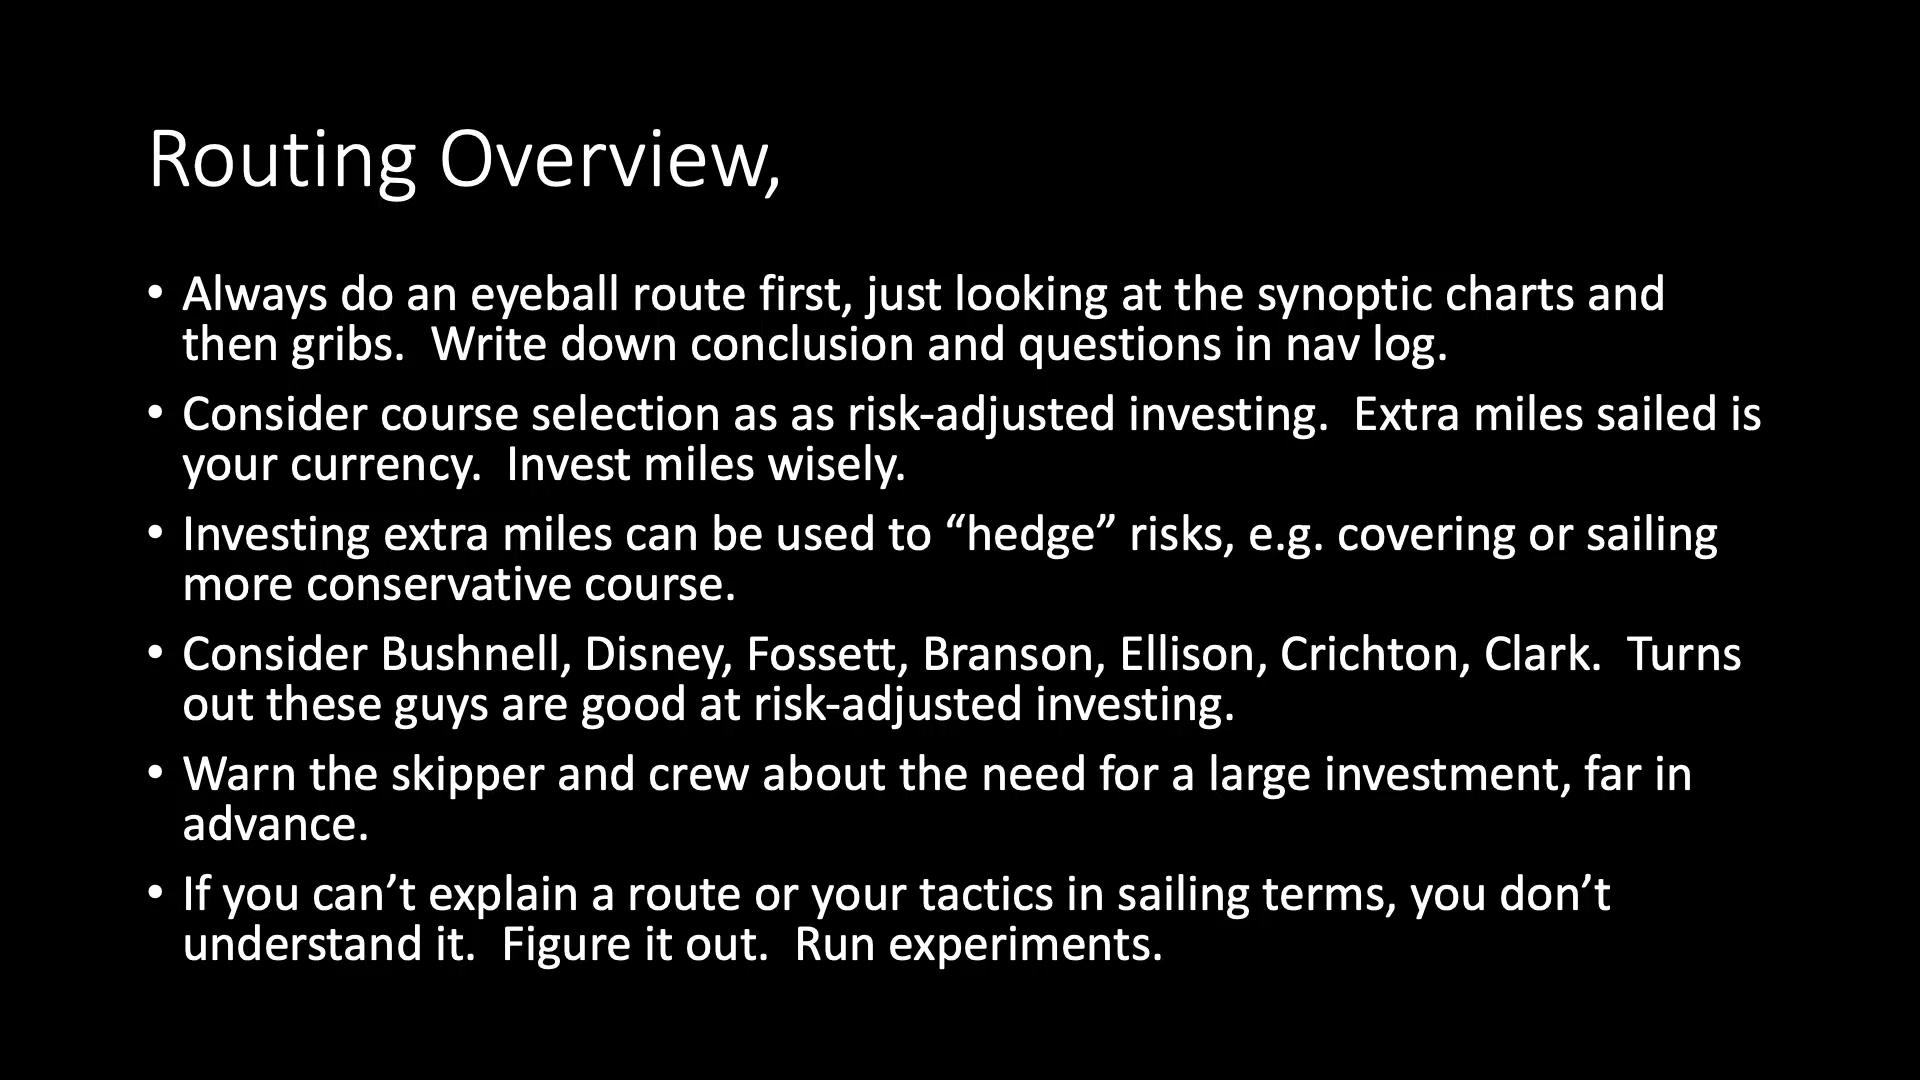 Routing Overview,
• Always do an eyeball route first, just looking at the synoptic charts and
then gribs.  Write down conclusion and questions in nav log.
• Consider course selection as as risk-adjusted investing.  Extra miles sailed is
your currency.  Invest miles wisely.
• Investing extra miles can be used to “hedge” risks, e.g. covering or sailing
more conservative course.
• Consider Bushnell, Disney, Fossett, Branson, Ellison, Crichton, Clark.  Turns
out these guys are good at risk-adjusted investing.
• Warn the skipper and crew about the need for a large investment, far in
advance.
• If you can’t explain a route or your tactics in sailing terms, you don’t
understand it.  Figure it out.  Run experiments.